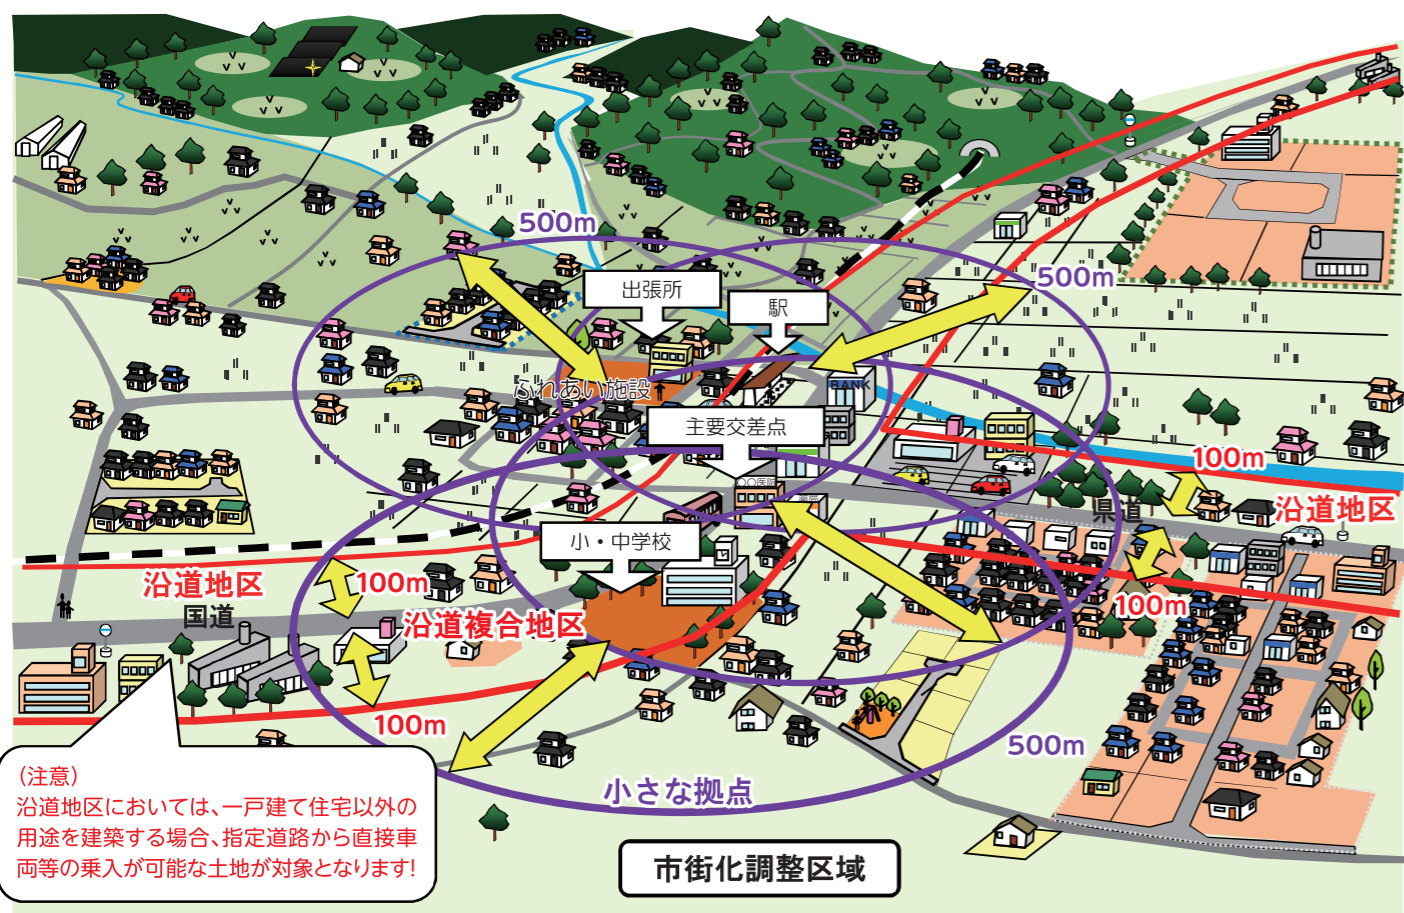 500m
出張所
駅
500m
ふれあい施設
BANK
主要交差点
100m
〇〇医院
薬局
県道
沿道地区
小・中学校
沿道地区
100m
100m
国道
沿道複合地区
100m
500m
小さな拠点
(注意)
沿道地区においては、一戸建て住宅以外の
用途を建築する場合、指定道路から直接車
両等の乗入が可能な土地が対象となります!
市街化調整区域